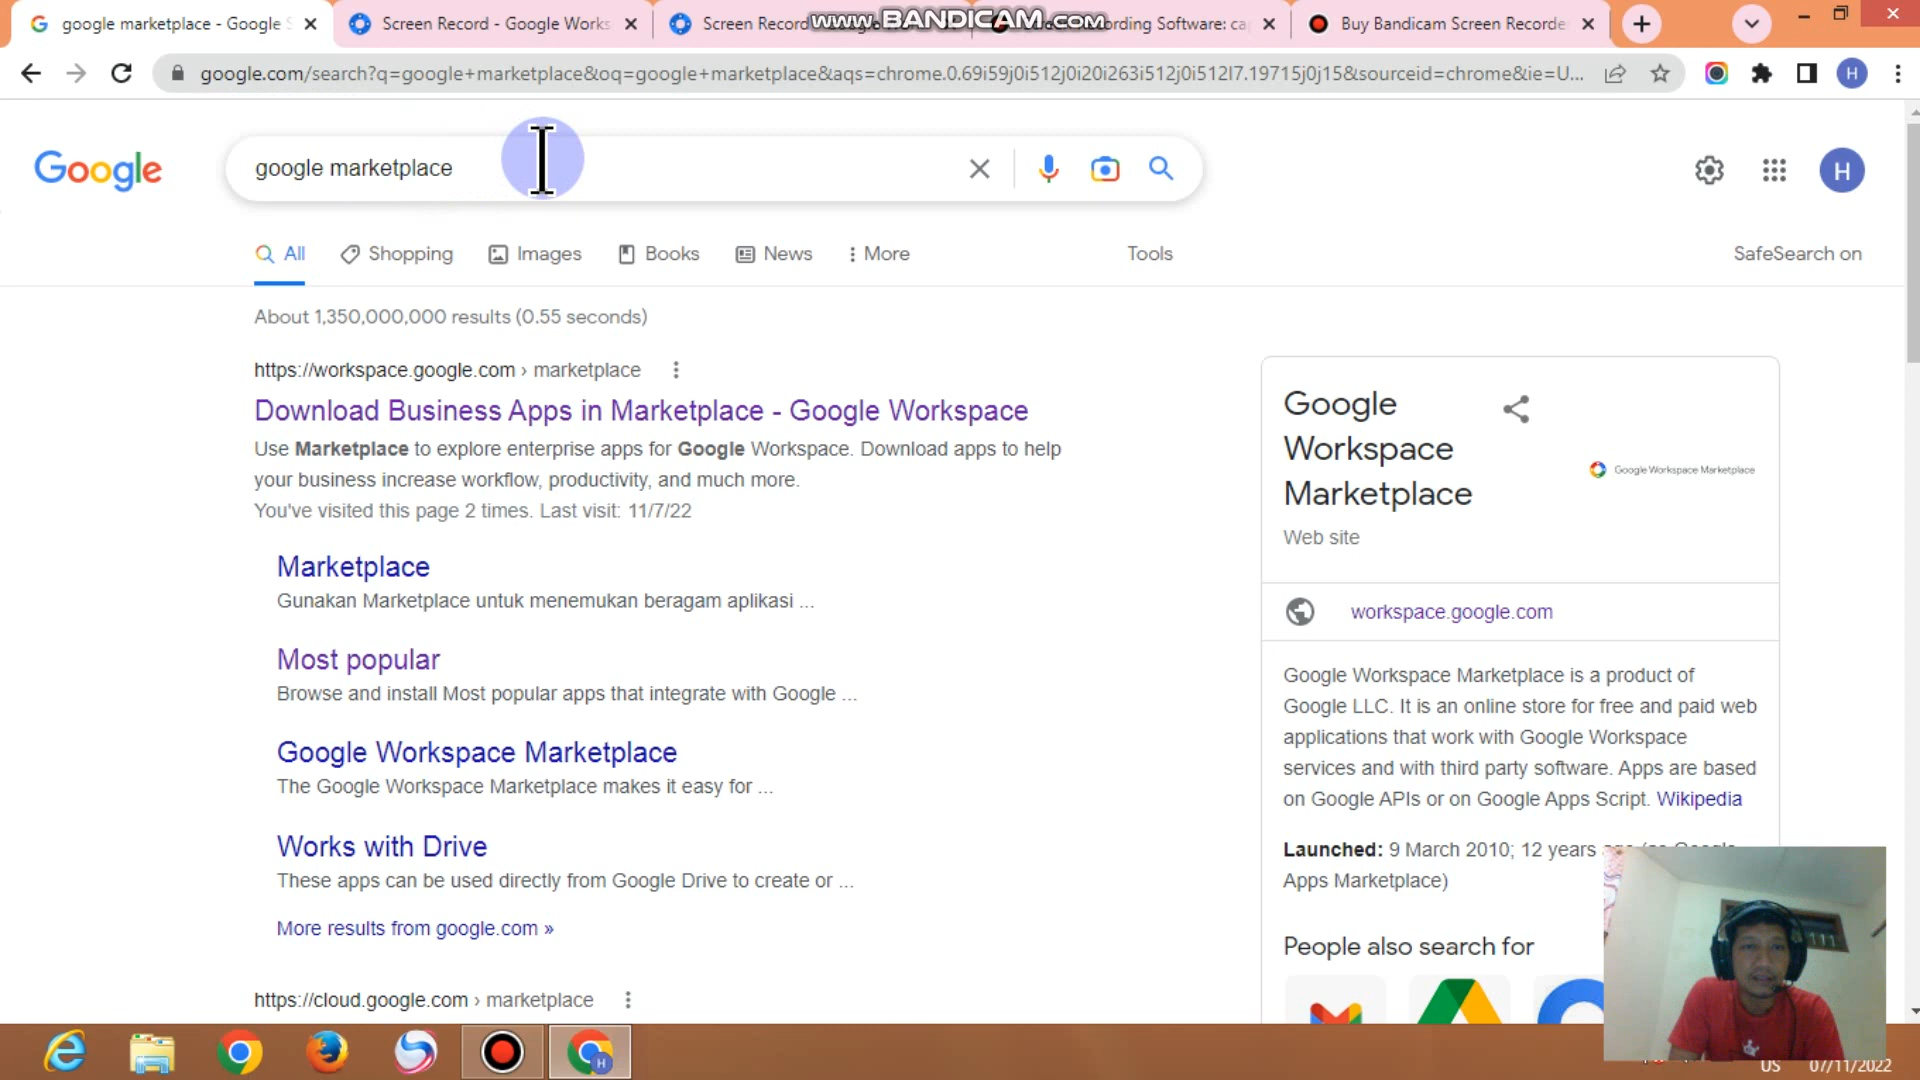 google marketplace - Google S
Screen Record - Google Works
Screen Record
Recording Software: ca
Buy Bandicam Screen Recorde
www.BANDICAM.com
google.com/search?q=google+marketplace&oq=google+marketplace&aqs=chrome.0.69i59j0i512j0i20i263i512j0i512l7.19715j0j15&sourceid=chrome&ie=U...
H
Google
google marketplace
H
All
Shopping
Images
Books
News
More
Tools
SafeSearch on
About 1,350,000,000 results (0.55 seconds)
https://workspace.google.com › marketplace
Download Business Apps in Marketplace - Google Workspace
Use Marketplace to explore enterprise apps for Google Workspace. Download apps to help
your business increase workflow, productivity, and much more.
You've visited this page 2 times. Last visit: 11/7/22
Marketplace
Gunakan Marketplace untuk menemukan beragam aplikasi ...
Most popular
Browse and install Most popular apps that integrate with Google ...
Google Workspace Marketplace
The Google Workspace Marketplace makes it easy for ...
Works with Drive
These apps can be used directly from Google Drive to create or ...
More results from google.com »
https://cloud.google.com › marketplace
Google
Workspace
Marketplace
Google Workspace Marketplace
Web site
workspace.google.com
Google Workspace Marketplace is a product of
Google LLC. It is an online store for free and paid web
applications that work with Google Workspace
services and with third party software. Apps are based
on Google APIs or on Google Apps Script. Wikipedia
Launched: 9 March 2010; 12 years ago (as Google
Apps Marketplace)
People also search for
H
US
07/11/2022